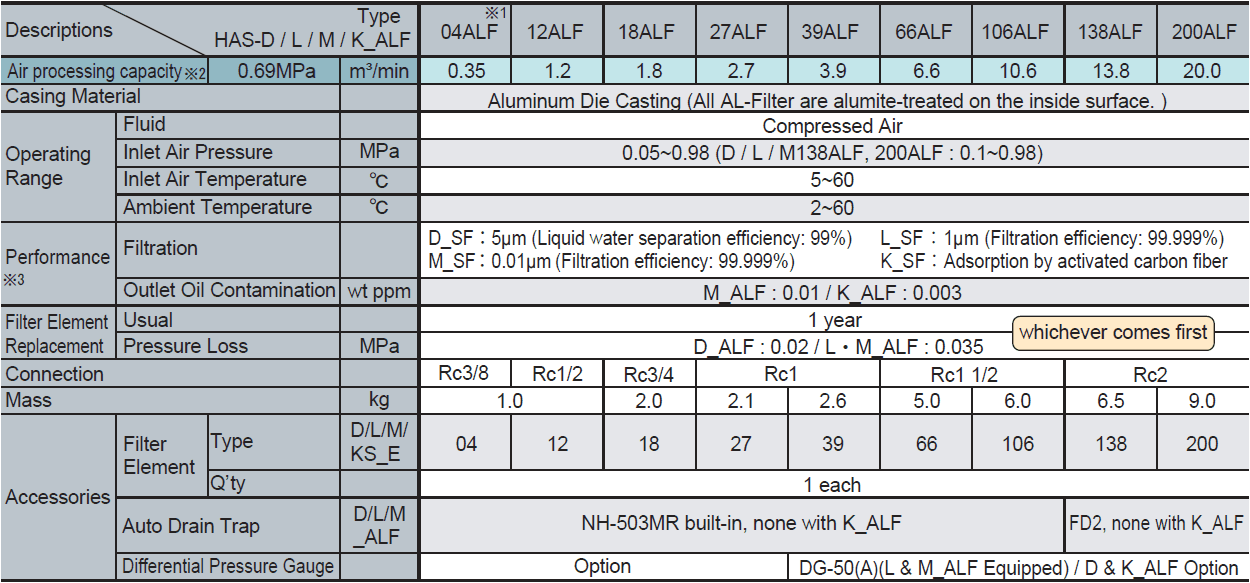 Descriptions
Type
HAS-D / L / M / K_ALF
※1
04ALF 12ALF 18ALF 27ALF 39ALF 66ALF 106ALF 138ALF 200ALF
Air processing capacity※2 0.69MPa m³/min 0.35 1.2 1.8 2.7 3.9 6.6 10.6 13.8 20.0
Casing Material Aluminum Die Casting (All AL-Filter are alumite-treated on the inside surface. )
Operating Range
Fluid Compressed Air
Inlet Air Pressure MPa 0.05~0.98 (D / L / M138ALF, 200ALF : 0.1~0.98)
Inlet Air Temperature ℃ 5~60
Ambient Temperature ℃ 2~60
Performance
※3
Filtration
D_SF：5μm (Liquid water separation efficiency: 99%) L_SF：1μm (Filtration efficiency: 99.999%)
M_SF：0.01μm (Filtration efficiency: 99.999%) K_SF：Adsorption by activated carbon fiber
Outlet Oil Contamination wt ppm M_ALF : 0.01 / K_ALF : 0.003
Filter Element
Replacement
Usual 1 year
whichever comes first
Pressure Loss MPa D_ALF : 0.02 / L・M_ALF : 0.035
Connection Rc3/8 Rc1/2 Rc3/4 Rc1 Rc1 1/2 Rc2
Mass kg 1.0 2.0 2.1 2.6 5.0 6.0 6.5 9.0
Accessories
Filter
Element
Type
D/L/M/
KS_E
04 12 18 27 39 66 106 138 200
Q'ty 1 each
Auto Drain Trap
D/L/M
_ALF
NH-503MR built-in, none with K_ALF FD2, none with K_ALF
Differential Pressure Gauge Option DG-50(A)(L & M_ALF Equipped) / D & K_ALF Option